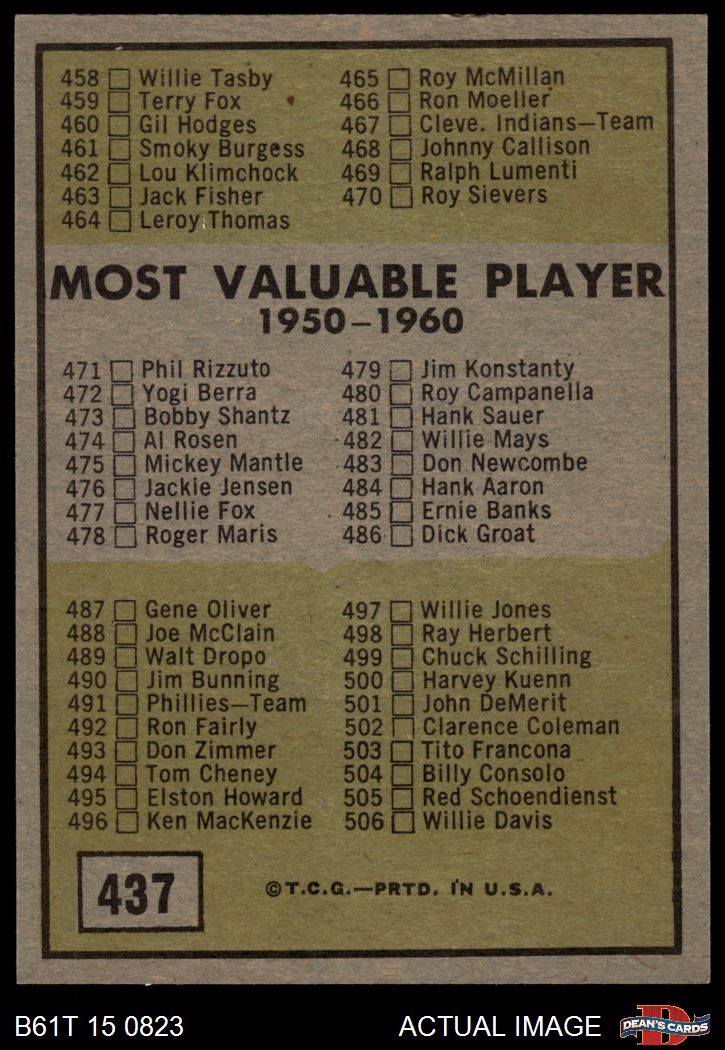 458 Willie Tasby
459 Terry Fox
460 Gil Hodges
461 Smoky Burgess
462 Lou Klimchock
463 Jack Fisher
464 Leroy Thomas
465 Roy McMillan
466 Ron Moeller
467 Cleve. Indians—Team
468 Johnny Callison
469 Ralph Lumenti
470 Roy Sievers
MOST VALUABLE PLAYER
1950-1960
471 Phil Rizzuto
472 Yogi Berra
473 Bobby Shantz
474 Al Rosen
475 Mickey Mantle
476 Jackie Jensen
477 Nellie Fox
478 Roger Maris
479 Jim Konstanty
480 Roy Campanella
481 Hank Sauer
482 Willie Mays
483 Don Newcombe
484 Hank Aaron
485 Ernie Banks
486 Dick Groat
487 Gene Oliver
488 Joe McClain
489 Walt Dropo
490 Jim Bunning
491 Phillies—Team
492 Ron Fairly
493 Don Zimmer
494 Tom Cheney
495 Elston Howard
496 Ken MacKenzie
497 Willie Jones
498 Ray Herbert
499 Chuck Schilling
500 Harvey Kuenn
501 John DeMerit
502 Clarence Coleman
503 Tito Francona
504 Billy Consolo
505 Red Schoendienst
506 Willie Davis
437
©T.C.G.—PRTD. IN U.S.A.
B61T 15 0823
ACTUAL IMAGE
D
DEAN'S CARDS